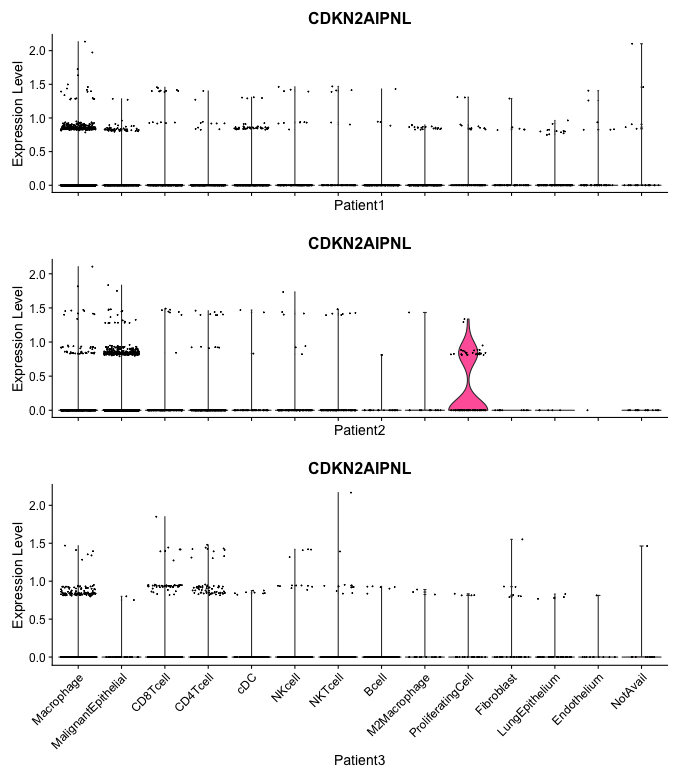 CDKN2AIPNL
Expression Level
2.0
1.5
1.0
0.5
0.0
Patient1
CDKN2AIPNL
Expression Level
2.0
1.5
1.0
0.5
0.0
Patient2
CDKN2AIPNL
Expression Level
2.0
1.5
1.0
0.5
0.0
Macrophage
MalignantEpithelial
CD8Tcell
CD4Tcell
cDC
NKcell
NKTcell
Bcell
M2Macrophage
ProliferatingCell
Fibroblast
LungEpithelium
Endothelium
NotAvail
Patient3